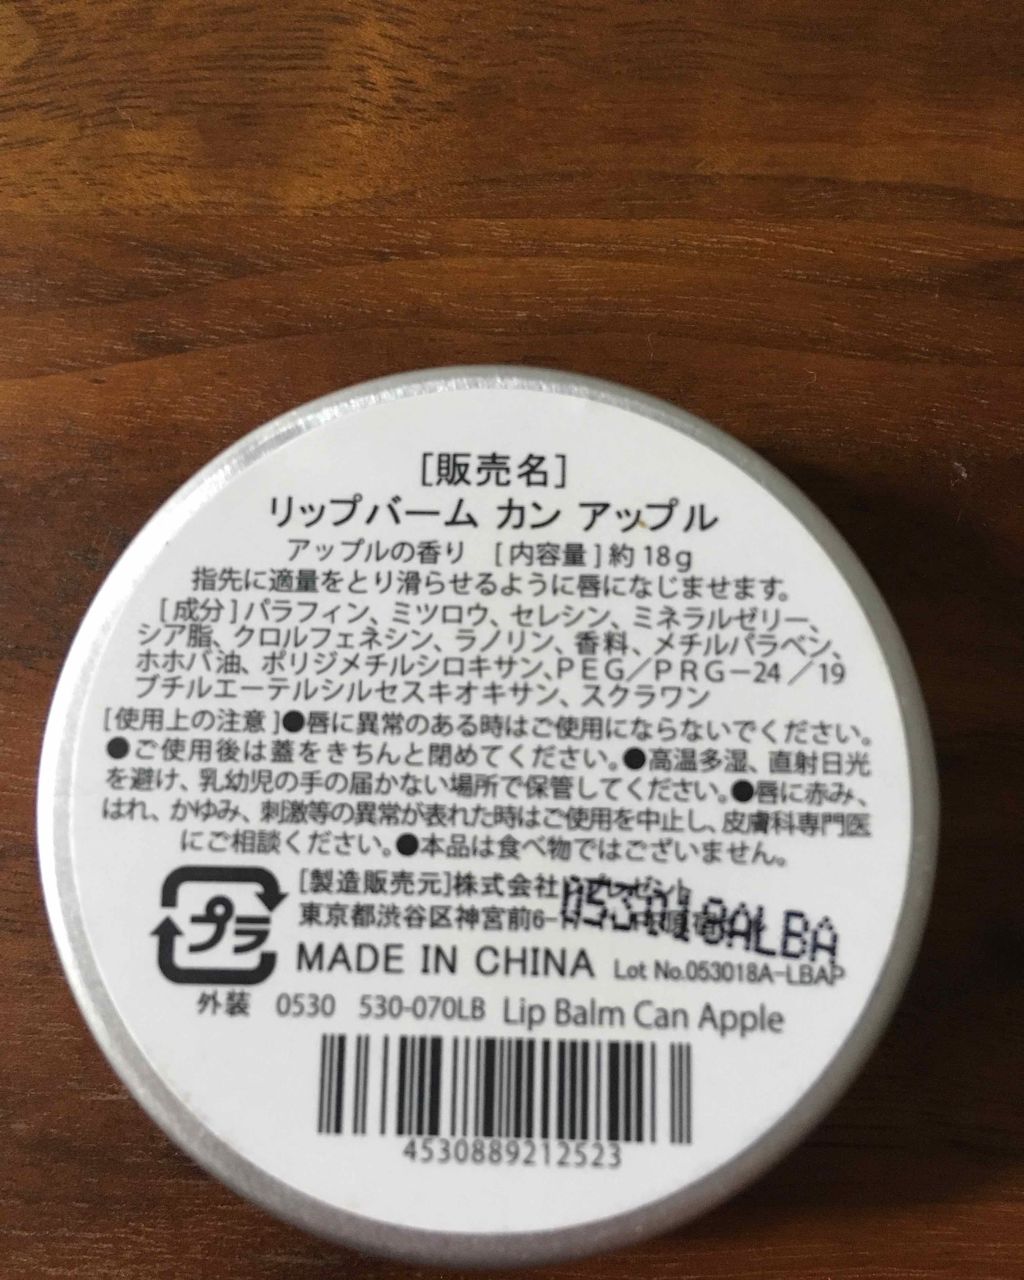 [販売名]
リップバーム カン アップル
アップルの香り [内容量]約18g
指先に適量をとり滑らせるように唇になじませます。
[成分]パラフィン、ミツロウ、セレシン、ミネラルゼリー、
シア脂、クロルフェネシン、ラノリン、香料、メチルパラベン、
ホホバ油、ポリジメチルシロキサン、PEG/PRG-24/19
ブチルエーテルシルセスキオキサン、スクラワン
[使用上の注意]●唇に異常のある時はご使用にならないでください。
●ご使用後は蓋をきちんと閉めてください。●高温多湿、直射日光
を避け、乳幼児の手の届かない場所で保管してください。●唇に赤み、
はれ、かゆみ、刺激等の異常が表れた時はご使用を中止し、皮膚科専門医
にご相談ください。●本品は食べ物ではございません。
[製造販売元]株式会社
東京都渋谷区神宮前6-
053018ALBA
プラ
MADE IN CHINA Lot No.053018A-LBAP
外装 0530 530-070LB Lip Balm Can Apple
4530889212523